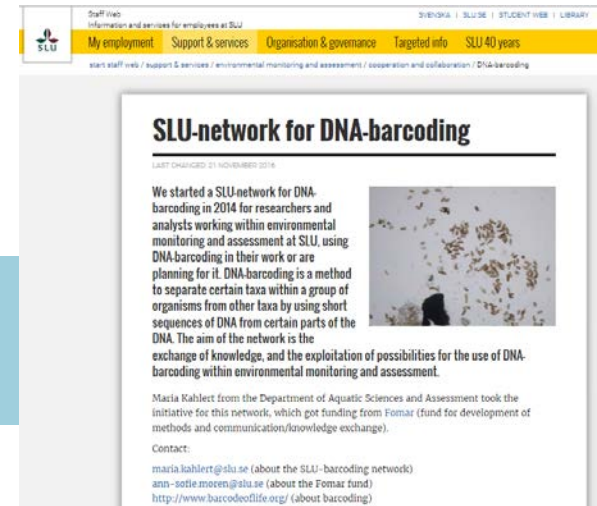 Staff Web
Information and services for employees at SLU
SVENSKA | SLU.SE | STUDENT WEB | LIBRARY
SLU
My employment Support & services Organisation & governance Targeted info SLU 40 years
start staff web / support & services / environmental monitoring and assessment / cooperation and collaboration / DNA-barcoding
SLU-network for DNA-barcoding
LAST CHANGED: 21 NOVEMBER 2016
We started a SLU-network for DNA-
barcoding in 2014 for researchers and
analysts working within environmental
monitoring and assessment at SLU, using
DNA-barcoding in their work or are
planning for it. DNA-barcoding is a method
to separate certain taxa within a group of
organisms from other taxa by using short
sequences of DNA from certain parts of the
DNA. The aim of the network is the
exchange of knowledge, and the exploitation of possibilities for the use of DNA-
barcoding within environmental monitoring and assessment.
Maria Kahlert from the Department of Aquatic Sciences and Assessment took the
initiative for this network, which got funding from Fomar (fund for development of
methods and communication/knowledge exchange).
Contact:
maria.kahlert@slu.se (about the SLU-barcoding network)
ann-sofie.moren@slu.se (about the Fomar fund)
http://www.barcodeoflife.org/ (about barcoding)